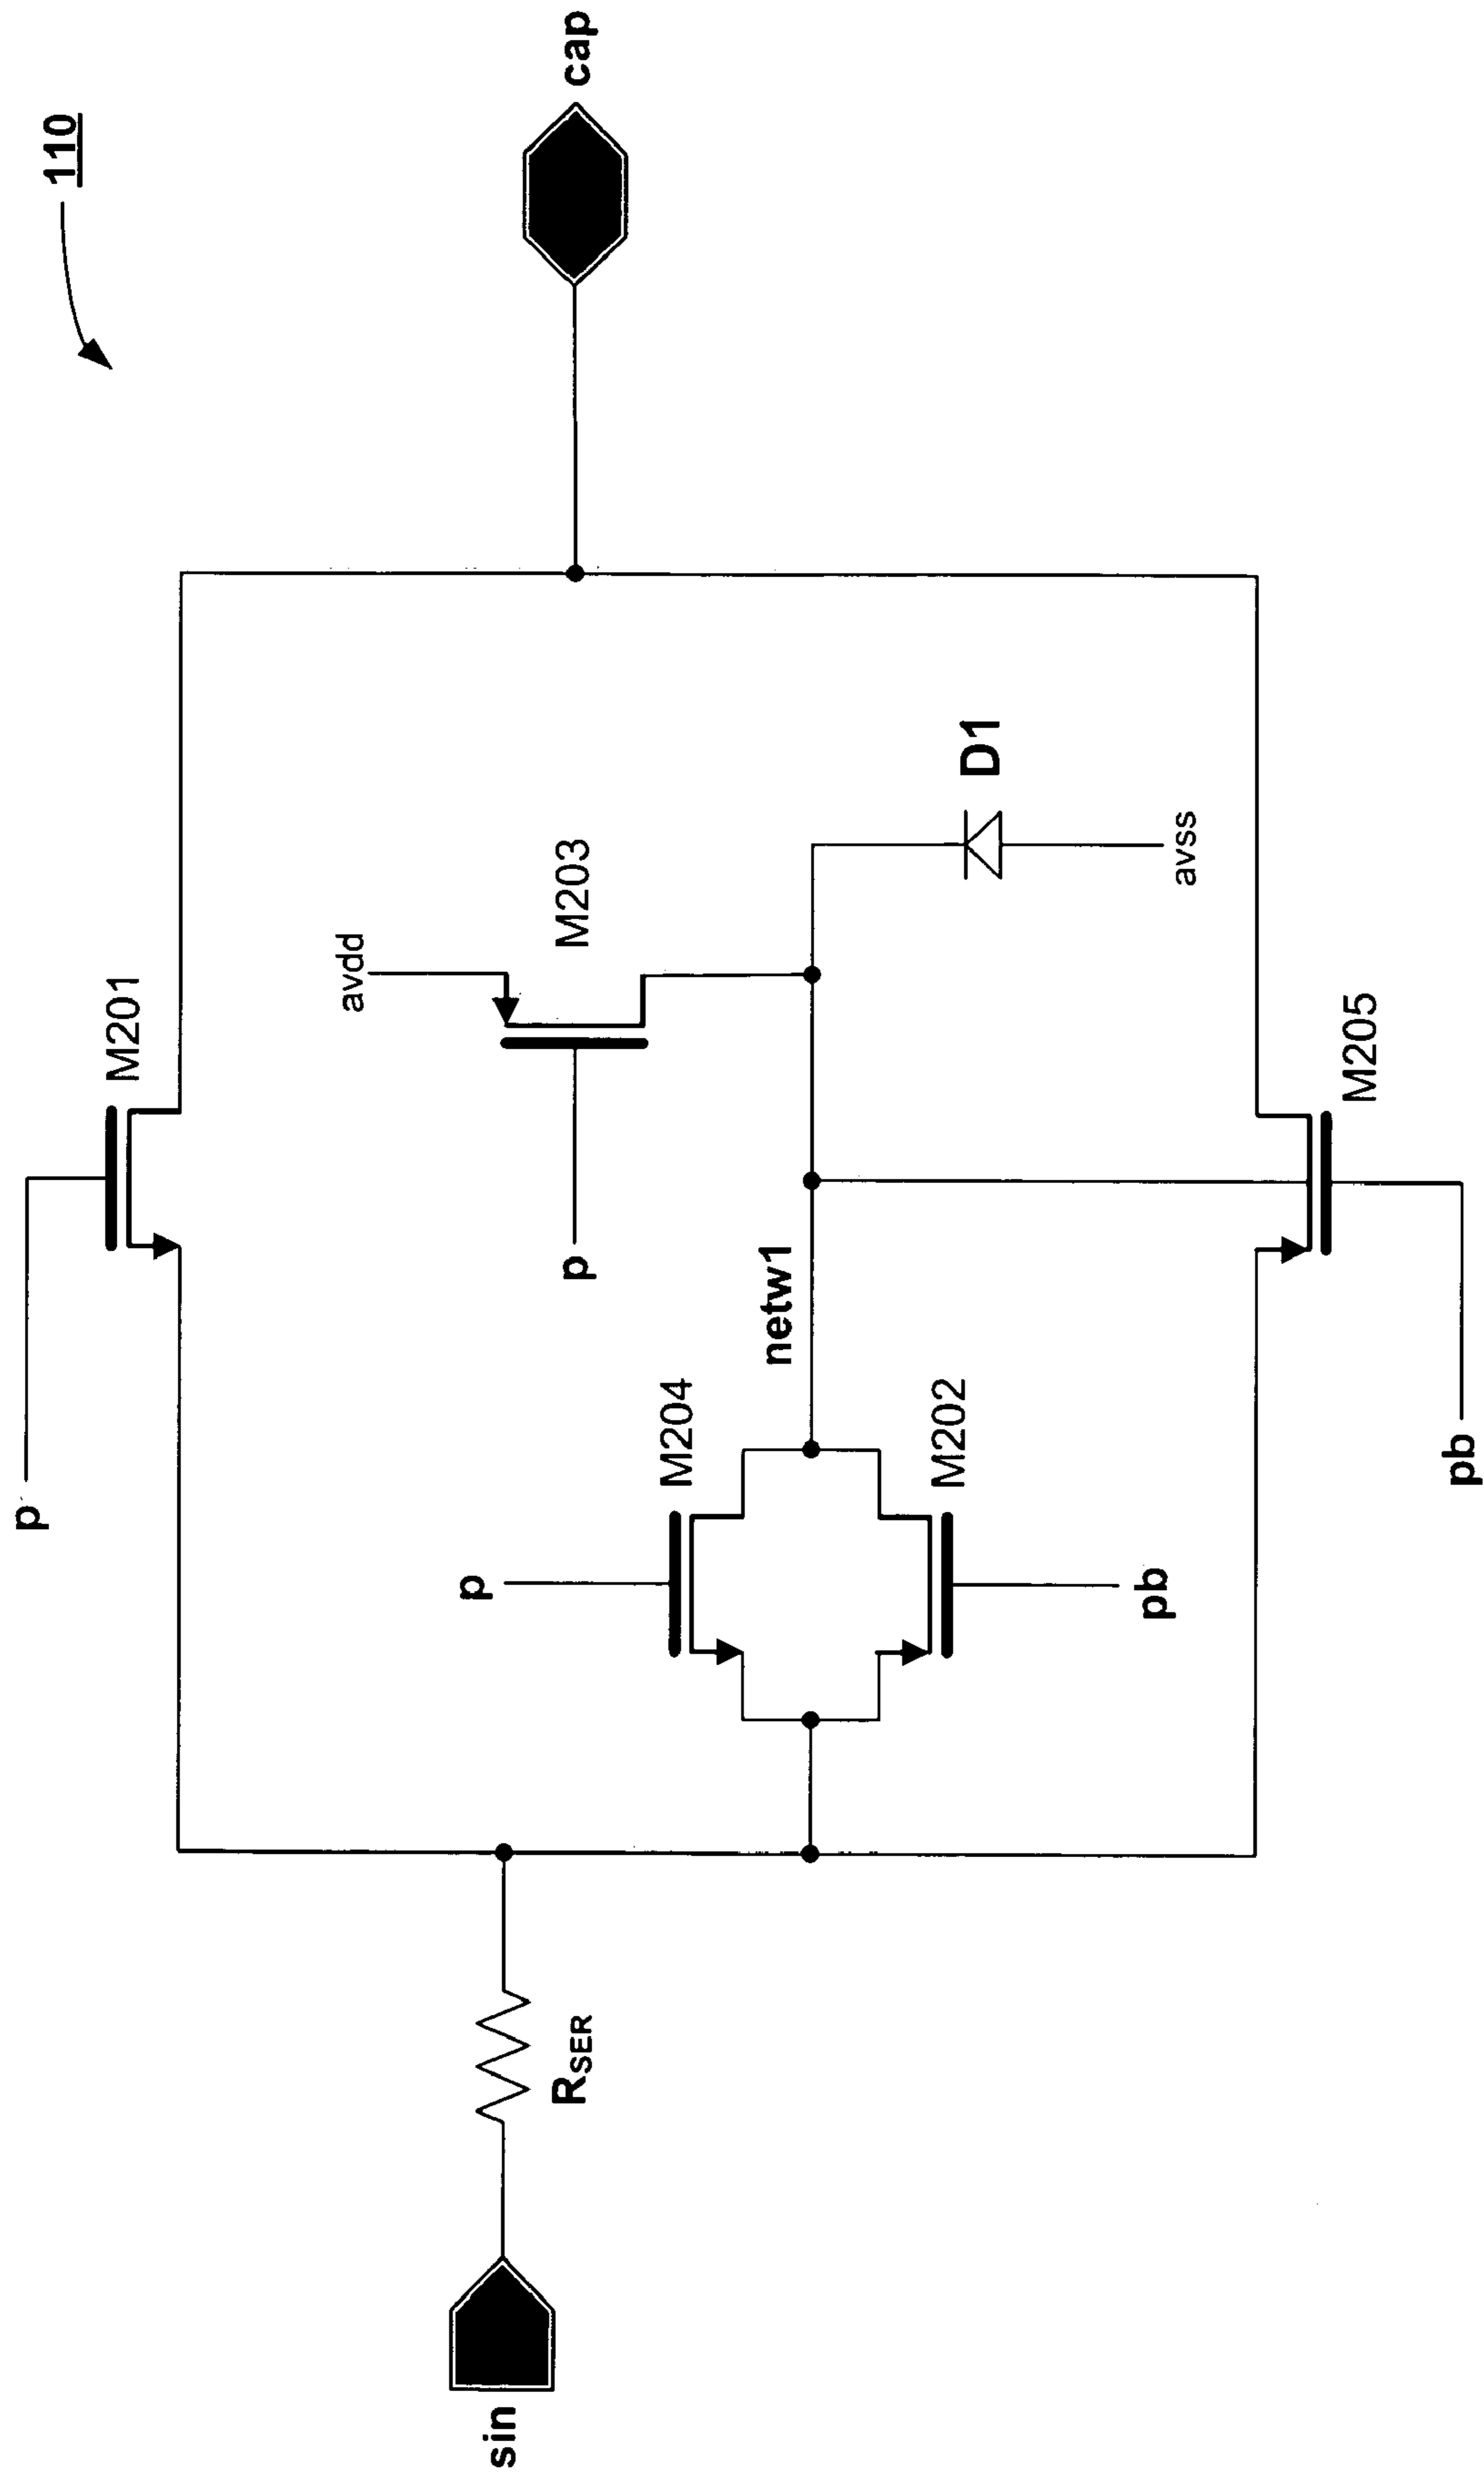 110
p
M201
cap
avdd
M203
p
p
M204
netw1
D1
sin
RSER
M202
avss
pb
M205
pb